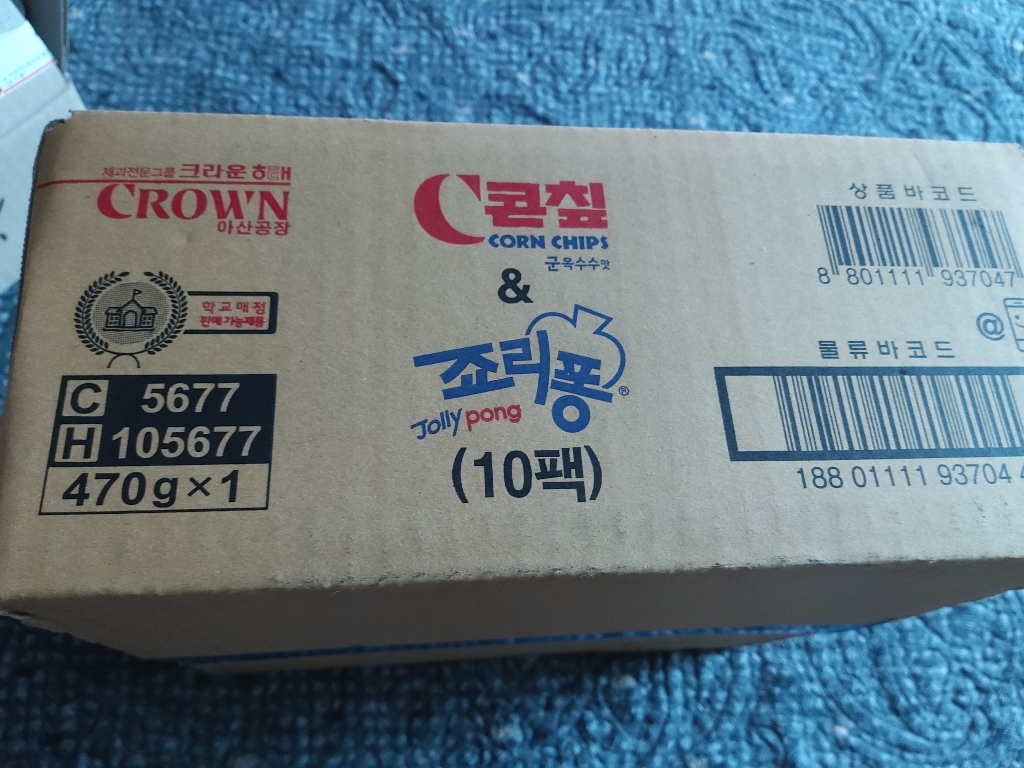 제과전문그룹 크라운해태
CROWN
아산공장
학교매점
판매가능제품
C 5677
H 105677
470g×1
C콘칲
CORN CHIPS
군옥수수맛
&
죠리퐁®
Jolly pong
(10팩)
상품바코드
8 801111 937047
@
물류바코드
188 01111 93704 4